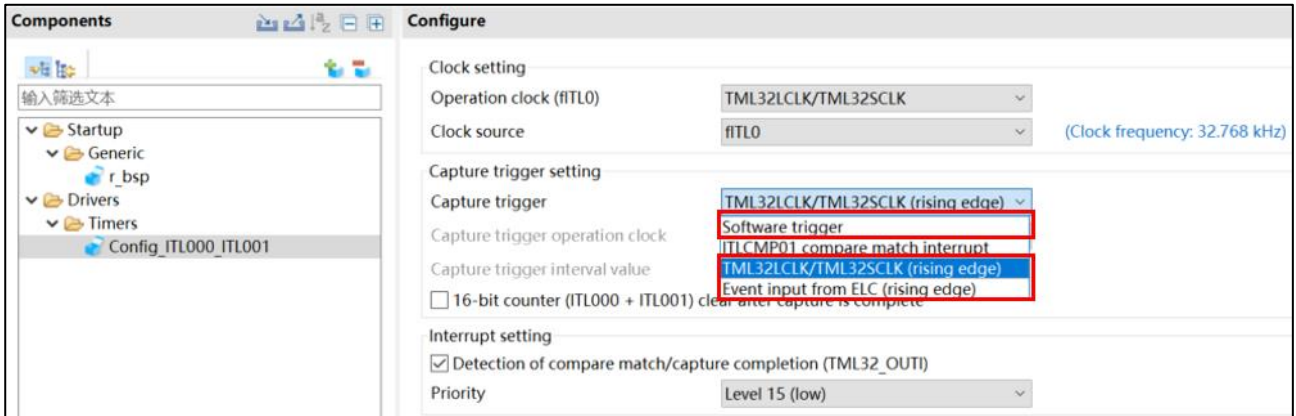 Components
输入筛选文本
Startup
Generic
r_bsp
Drivers
Timers
Config_ITL000_ITL001
Configure
Clock setting
Operation clock (fITL0) TML32LCLK/TML32SCLK
Clock source fITL0 (Clock frequency: 32.768 kHz)
Capture trigger setting
Capture trigger TML32LCLK/TML32SCLK (rising edge)
Software trigger
Capture trigger operation clock ITLCMP01 compare match interrupt
Capture trigger interval value TML32LCLK/TML32SCLK (rising edge)
Event input from ELC (rising edge)
16-bit counter (ITL000 + ITL001) clear after capture is complete
Interrupt setting
Detection of compare match/capture completion (TML32_OUTI)
Priority Level 15 (low)